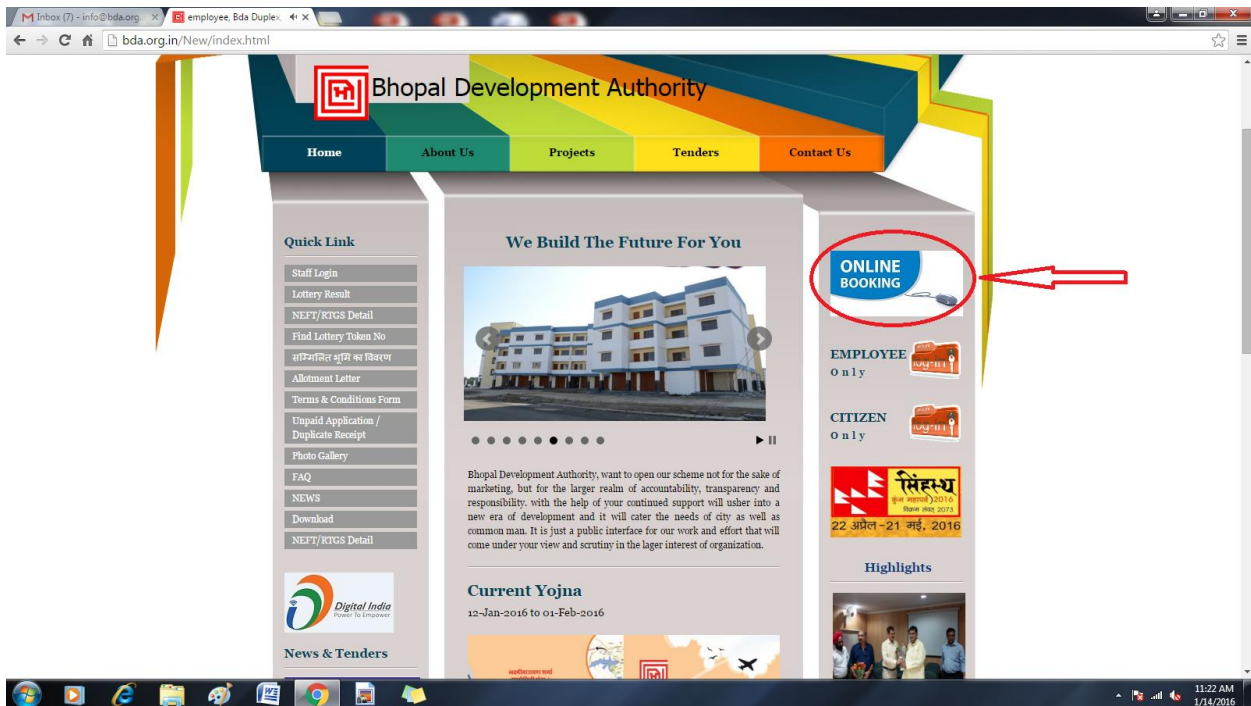 Inbox (7) - info@bda.org
employee, Bda Duplex,
bda.org.in/New/index.html
Bhopal Development Authority
Home
About Us
Projects
Tenders
Contact Us
Quick Link
Staff Login
Lottery Result
NEFT/RTGS Detail
Find Lottery Token No
सम्मिलित भूमि का विवरण
Allotment Letter
Terms & Conditions Form
Unpaid Application /
Duplicate Receipt
Photo Gallery
FAQ
NEWS
Download
NEFT/RTGS Detail
Digital India
Power To Empower
News & Tenders
We Build The Future For You
Bhopal Development Authority, want to open our scheme not for the sake of
marketing, but for the larger realm of accountability, transparency and
responsibility. with the help of your continued support will usher into a
new era of development and it will cater the needs of city as well as
common man. It is just a public interface for our work and effort that will
come under your view and scrutiny in the lager interest of organization.
Current Yojna
12-Jan-2016 to 01-Feb-2016
ONLINE
BOOKING
EMPLOYEE
Only
log-in
CITIZEN
Only
log-in
सिंहस्थ
कुंभ महापर्व 2016
विक्रम संवत् 2073
22 अप्रैल-21 मई, 2016
Highlights
11:22 AM
1/14/2016